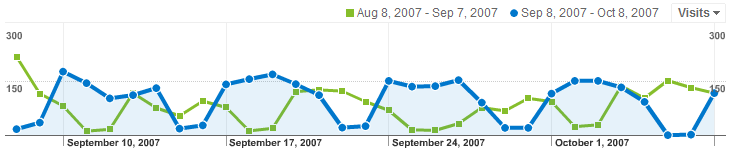 Aug 8, 2007 - Sep 7, 2007 Sep 8, 2007 - Oct 8, 2007 Visits
300 300
150 150
September 10, 2007 September 17, 2007 September 24, 2007 October 1, 2007